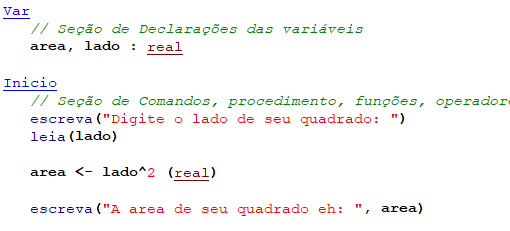 Var
// Seção de Declarações das variáveis
area, lado : real
Inicio
// Seção de Comandos, procedimento, funções, operadore
escreva("Digite o lado de seu quadrado: ")
leia(lado)
area <- lado^2 (real)
escreva("A area de seu quadrado eh: ", area)